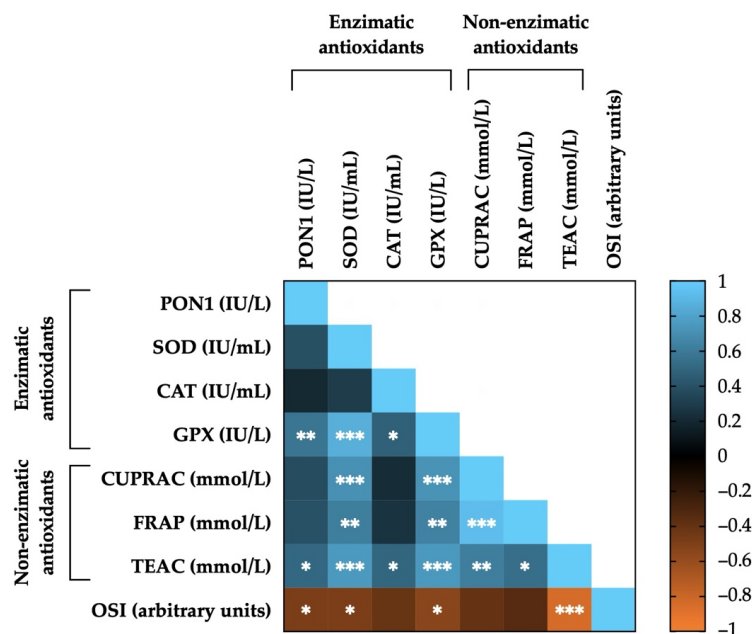 Enzimatic
antioxidants
Non-enzimatic
antioxidants
PON1 (IU/L)
SOD (IU/mL)
CAT (IU/mL)
GPX (IU/L)
CUPRAC (mmol/L)
FRAP (mmol/L)
TEAC (mmol/L)
OSI (arbitrary units)
Enzimatic
antioxidants
Non-enzimatic
antioxidants
PON1 (IU/L)
SOD (IU/mL)
CAT (IU/mL)
GPX (IU/L) ** *** *
CUPRAC (mmol/L) *** ***
FRAP (mmol/L) ** ** ***
TEAC (mmol/L) * *** * *** ** *
OSI (arbitrary units) * * * ***
1
0.8
0.6
0.4
0.2
0
–0.2
–0.4
–0.6
–0.8
–1